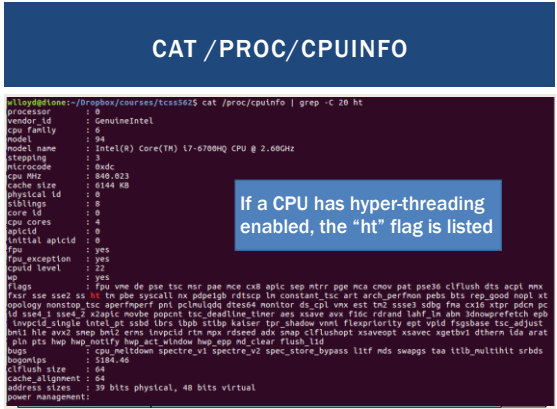 CAT /PROC/CPUINFO
wlloyd@dione:~/Dropbox/courses/tcss562$ cat /proc/cpuinfo | grep -C 20 ht
processor : 0
vendor_id : GenuineIntel
cpu family : 6
model : 94
model name : Intel(R) Core(TM) i7-6700HQ CPU @ 2.60GHz
stepping : 3
microcode : 0xdc
cpu MHz : 840.023
cache size : 6144 KB
physical id : 0
siblings : 8
core id : 0
cpu cores : 4
apicid : 0
initial apicid : 0
fpu : yes
fpu_exception : yes
cpuid level : 22
wp : yes
If a CPU has hyper-threading
enabled, the “ht” flag is listed
flags : fpu vme de pse tsc msr pae mce cx8 apic sep mtrr pge mca cmov pat pse36 clflush dts acpi mmx
fxsr sse sse2 ss ht tm pbe syscall nx pdpe1gb rdtscp lm constant_tsc art arch_perfmon pebs bts rep_good nopl xt
opology nonstop_tsc aperfmperf pni pclmulqdq dtes64 monitor ds_cpl vmx est tm2 ssse3 sdbg fma cx16 xtpr pdcm pc
id sse4_1 sse4_2 x2apic movbe popcnt tsc_deadline_timer aes xsave avx f16c rdrand lahf_lm abm 3dnowprefetch epb
invpcid_single intel_pt ssbd ibrs ibpb stibp kaiser tpr_shadow vnmi flexpriority ept vpid fsgsbase tsc_adjust
bmi1 hle avx2 smep bmi2 erms invpcid rtm mpx rdseed adx smap clflushopt xsaveopt xsavec xgetbv1 dtherm ida arat
pln pts hwp hwp_notify hwp_act_window hwp_epp md_clear flush_l1d
bugs : cpu_meltdown spectre_v1 spectre_v2 spec_store_bypass l1tf mds swapgs taa itlb_multihit srbds
bogomips : 5184.46
clflush size : 64
cache_alignment : 64
address sizes : 39 bits physical, 48 bits virtual
power management: